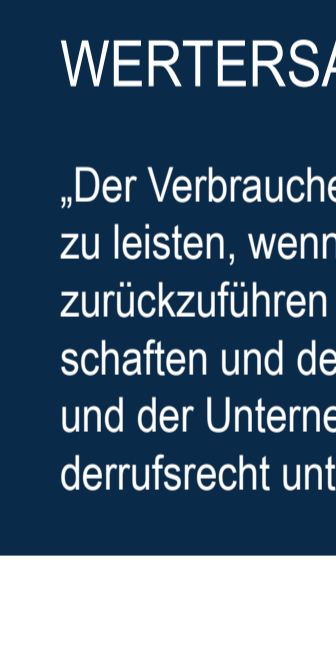 WERTERSA
„Der Verbrauche
zu leisten, wenn
zurückzuführen
schaften und de
und der Unterne
derrufsrecht unt